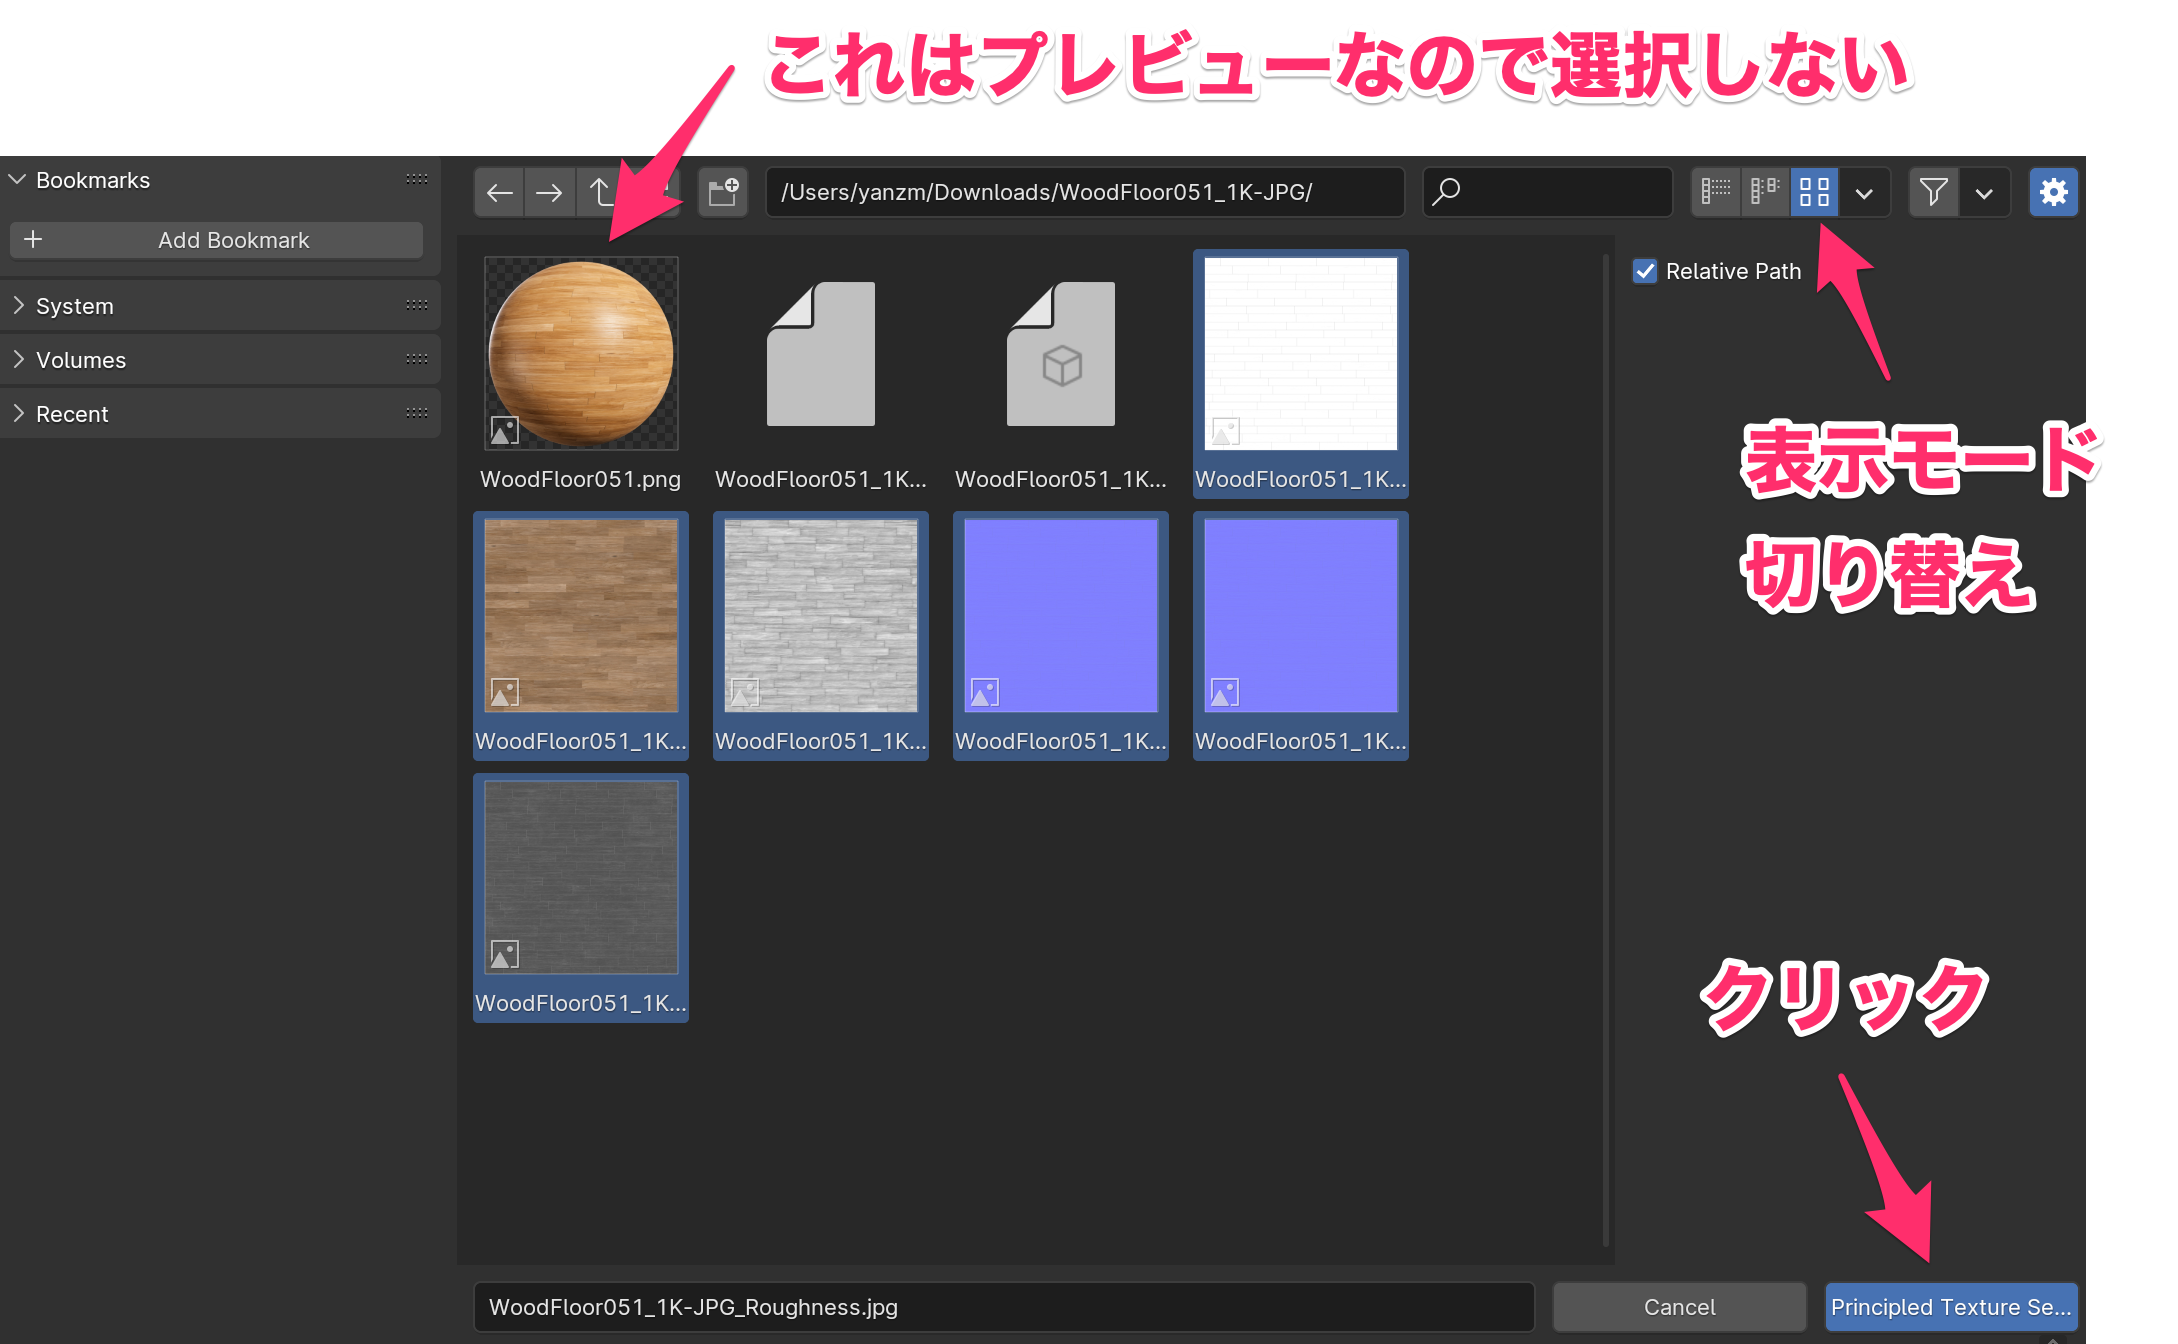 これはプレビューなので選択しない
Bookmarks
Add Bookmark
System
Volumes
Recent
/Users/yanzm/Downloads/WoodFloor051_1K-JPG/
Relative Path
表示モード
切り替え
WoodFloor051.png
WoodFloor051_1K...
WoodFloor051_1K...
WoodFloor051_1K...
WoodFloor051_1K...
WoodFloor051_1K...
WoodFloor051_1K...
WoodFloor051_1K...
WoodFloor051_1K...
クリック
WoodFloor051_1K-JPG_Roughness.jpg
Cancel
Principled Texture Se...